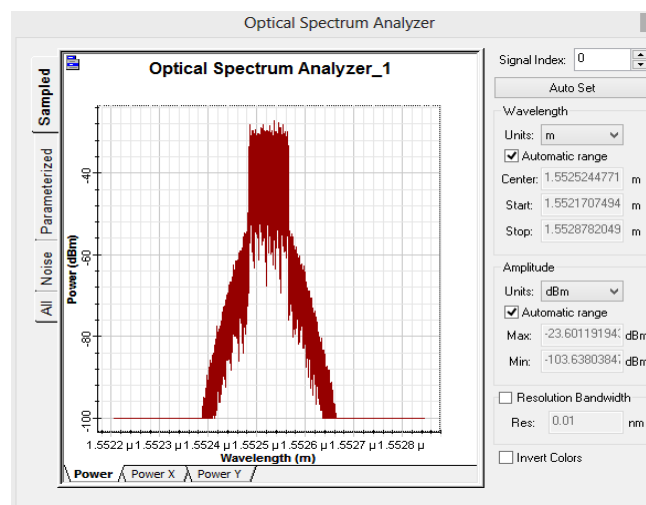 Optical Spectrum Analyzer
Sampled
Parameterized
Noise
All
Optical Spectrum Analyzer_1
Power (dBm)
-40
-60
-80
-100
1.5522 µ 1.5523 µ 1.5524 µ 1.5525 µ 1.5526 µ 1.5527 µ 1.5528 µ
Wavelength (m)
Power
Power X
Power Y
Signal Index: 0
Auto Set
Wavelength
Units: m
Automatic range
Center: 1.5525244771 m
Start: 1.5521707494 m
Stop: 1.5528782049 m
Amplitude
Units: dBm
Automatic range
Max: -23.60119194 dBm
Min: -103.6380384 dBm
Resolution Bandwidth
Res: 0.01 nm
Invert Colors